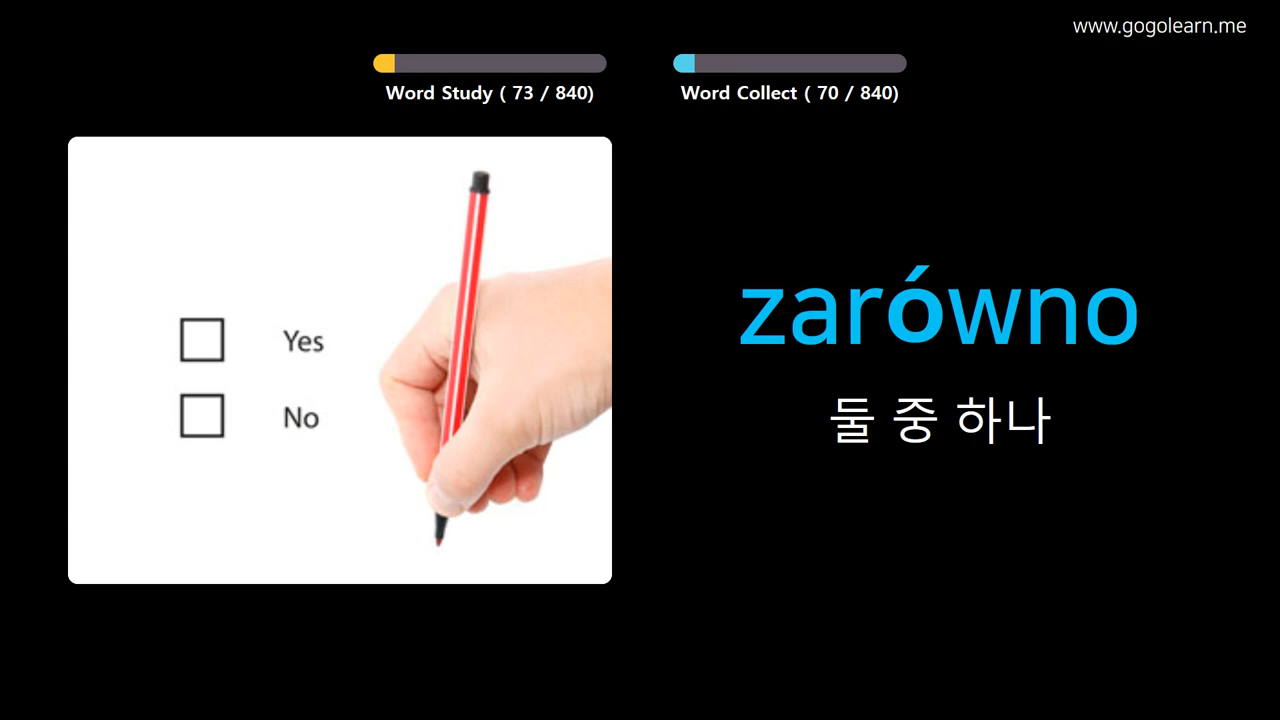 www.gogolearn.me
Word Study ( 73 / 840)
Word Collect ( 70 / 840)
Yes
No
zarówno
둘 중 하나